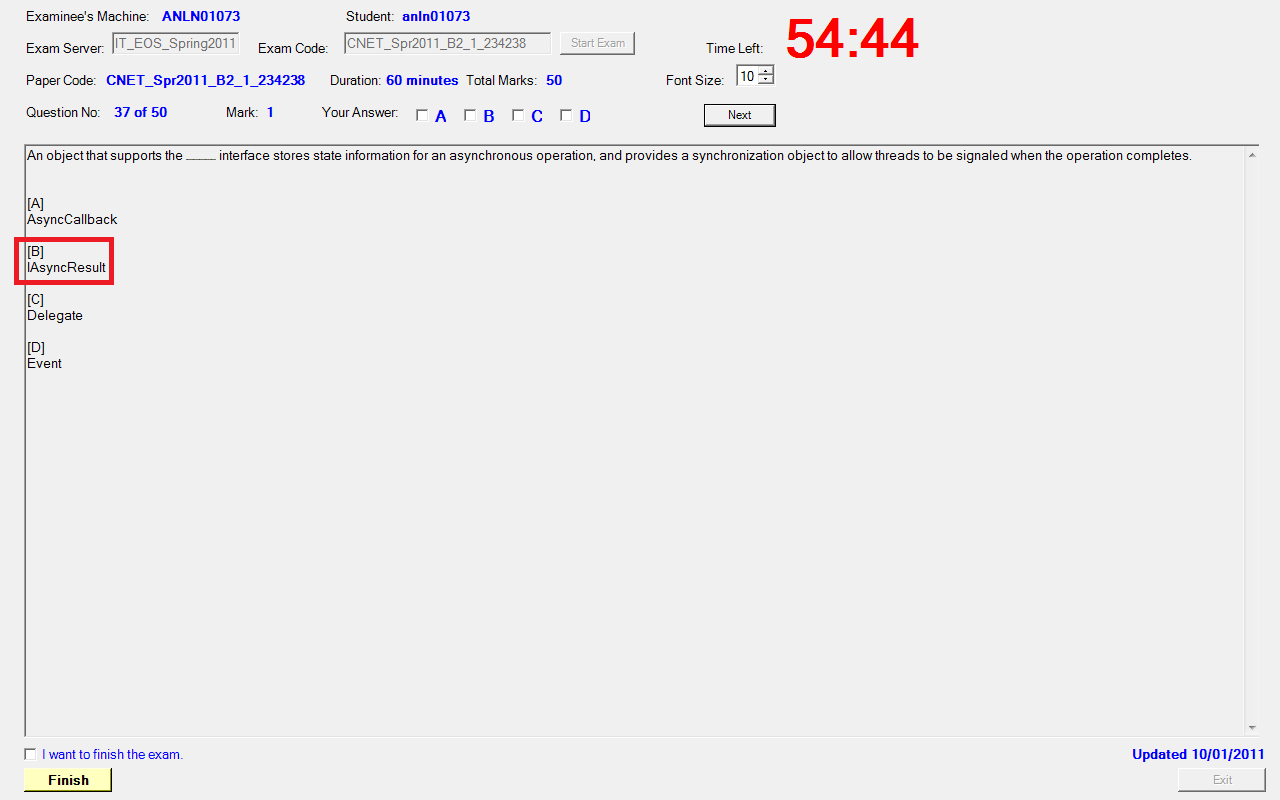 Examinee's Machine: ANLN01073 Student: anln01073
Exam Server: IT_EOS_Spring2011 Exam Code: CNET_Spr2011_B2_1_234238 Start Exam Time Left: 54:44
Paper Code: CNET_Spr2011_B2_1_234238 Duration: 60 minutes Total Marks: 50 Font Size: 10
Question No: 37 of 50 Mark: 1 Your Answer: A B C D Next
An object that supports the _____ interface stores state information for an asynchronous operation, and provides a synchronization object to allow threads to be signaled when the operation completes.
[A]
AsyncCallback
[B]
IAsyncResult
[C]
Delegate
[D]
Event
I want to finish the exam. Updated 10/01/2011
Finish Exit